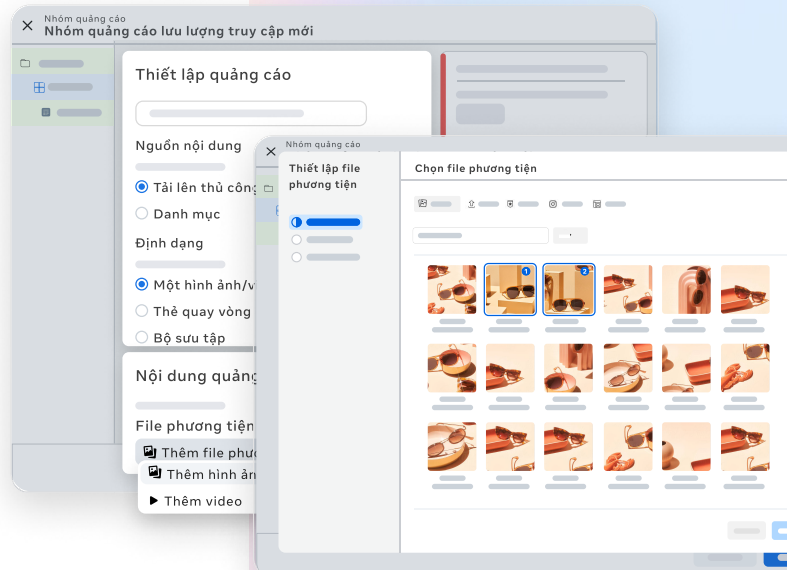 Nhóm quảng cáo
Nhóm quảng cáo lưu lượng truy cập mới
Thiết lập quảng cáo
Nguồn nội dung
Tải lên thủ công
Danh mục
Định dạng
Một hình ảnh/v
Thẻ quay vòng
Bộ sưu tập
Nội dung quảng
File phương tiện
Thêm file phươ
Thêm hình ản
Thêm video
Nhóm quảng cáo
Thiết lập file
phương tiện
Chọn file phương tiện
1
2